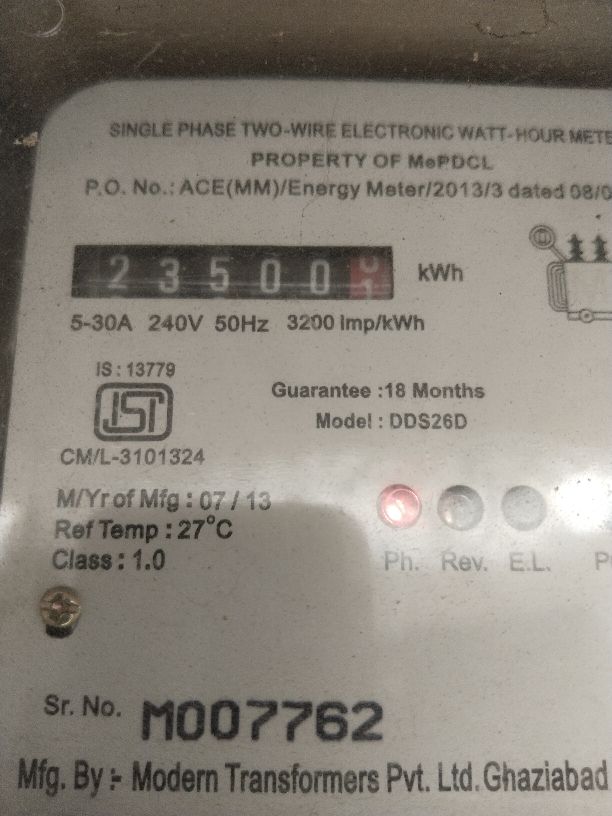 SINGLE PHASE TWO-WIRE ELECTRONIC WATT-HOUR METE
PROPERTY OF MePDCL
P.O. No.: ACE(MM)/Energy Meter/2013/3 dated 08/0
23500 kWh
5-30A 240V 50Hz 3200 imp/kWh
IS : 13779
ISI
CM/L-3101324
Guarantee :18 Months
Model : DDS26D
M/Yr of Mfg : 07 / 13
Ref Temp : 27°C
Class : 1.0
Ph. Rev. E.L.
Sr. No. M007762
Mfg. By :- Modern Transformers Pvt. Ltd. Ghaziabad